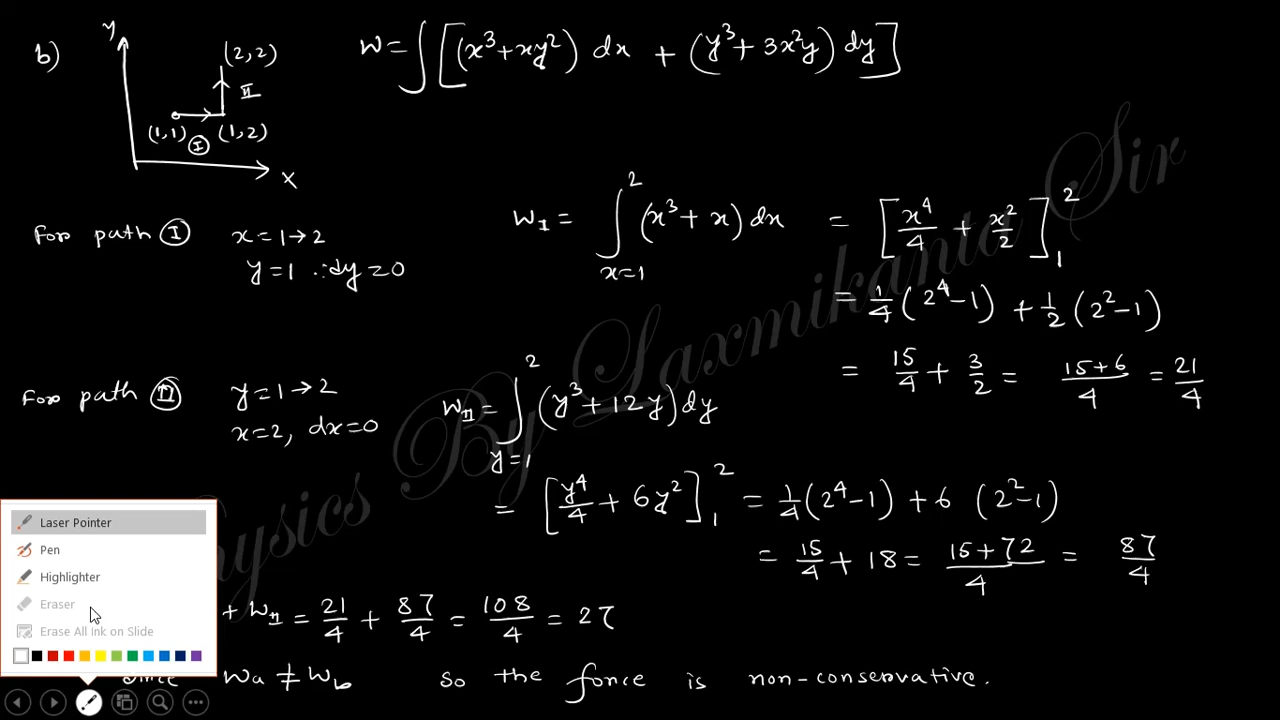 b)
y
(2,2)
II
(1,1) I (1,2)
x
W = ∫[(x³+xy²) dx + (y³+3x²y) dy]
For path I
x = 1→2
y = 1 ∴ dy = 0
W_I = ∫_{x=1}^{2} (x³+x) dx = [x⁴/4 + x²/2]_1^2
= 1/4 (2⁴-1) + 1/2 (2²-1)
= 15/4 + 3/2 = 15+6/4 = 21/4
For path II
y = 1→2
x = 2, dx = 0
W_II = ∫_{y=1}^{2} (y³+12y) dy
= [y⁴/4 + 6y²]_1^2 = 1/4 (2⁴-1) + 6 (2²-1)
= 15/4 + 18 = 15+72/4 = 87/4
+ W_II = 21/4 + 87/4 = 108/4 = 27
Wa ≠ Wb so the force is non-conservative.
Physics By Laxmikanta Sir
Laser Pointer
Pen
Highlighter
Eraser
Erase All Ink on Slide